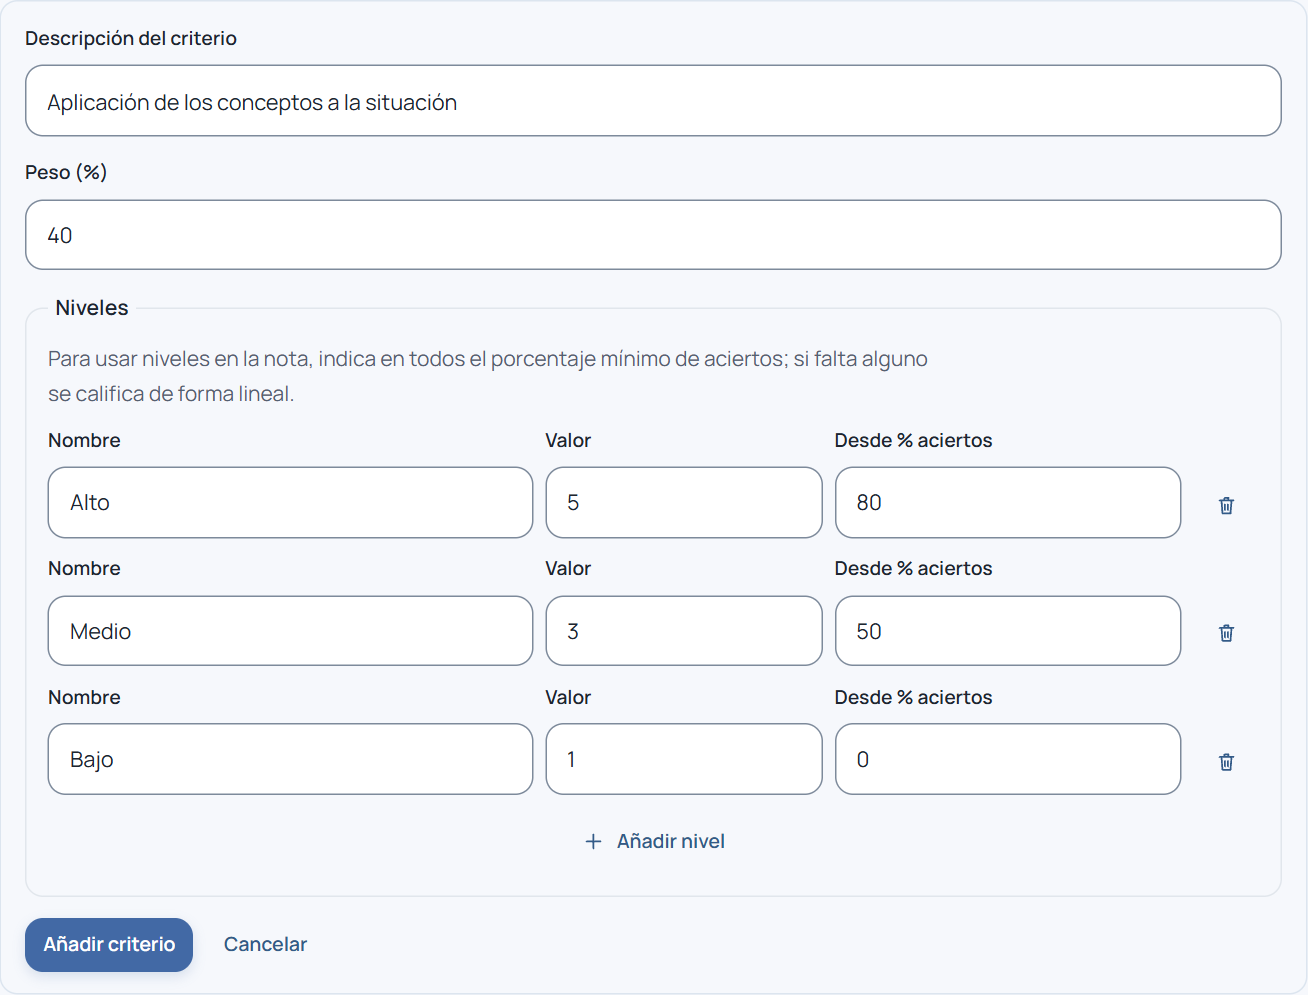 Descripción del criterio
Aplicación de los conceptos a la situación
Peso (%)
40
Niveles
Para usar niveles en la nota, indica en todos el porcentaje mínimo de aciertos; si falta alguno
se califica de forma lineal.
Nombre Valor Desde % aciertos
Alto 5 80
Nombre Valor Desde % aciertos
Medio 3 50
Nombre Valor Desde % aciertos
Bajo 1 0
+ Añadir nivel
Añadir criterio Cancelar